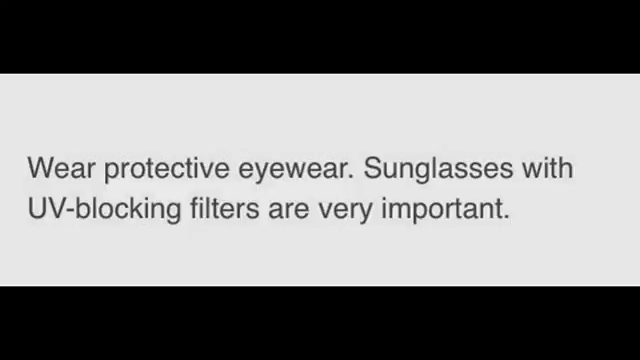 Wear protective eyewear. Sunglasses with
UV-blocking filters are very important.